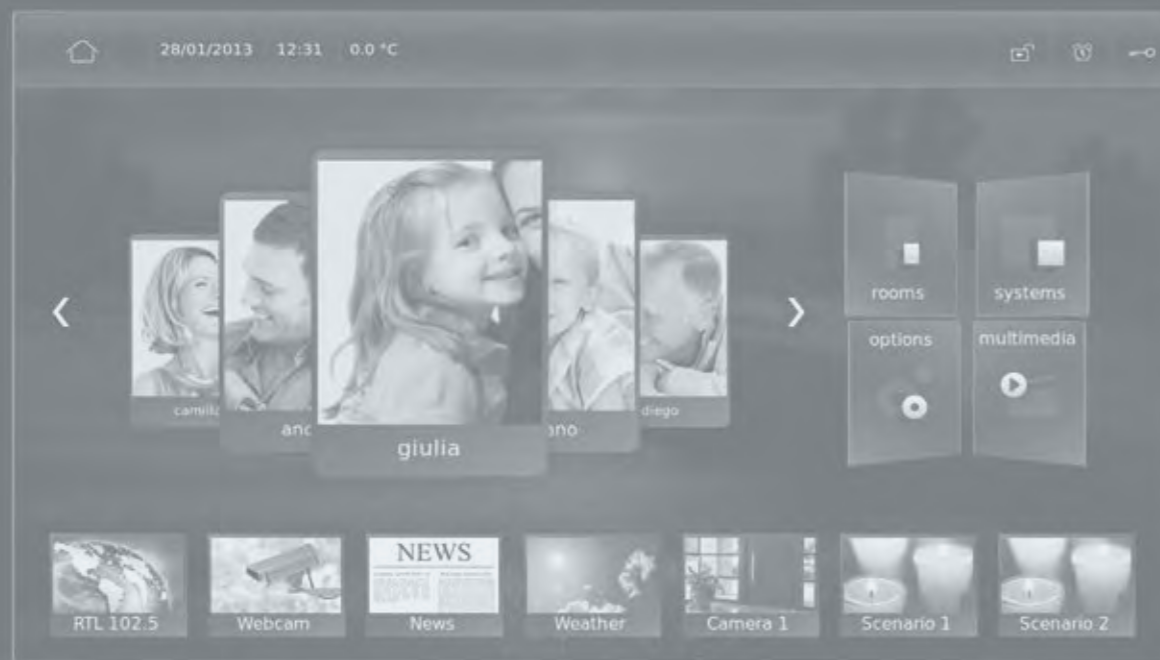 28/01/2013 12:31 0.0 °C
rooms systems
options multimedia
camilla diego
giulia
NEWS
RTL 102.5 Webcam News Weather Camera 1 Scenario 1 Scenario 2